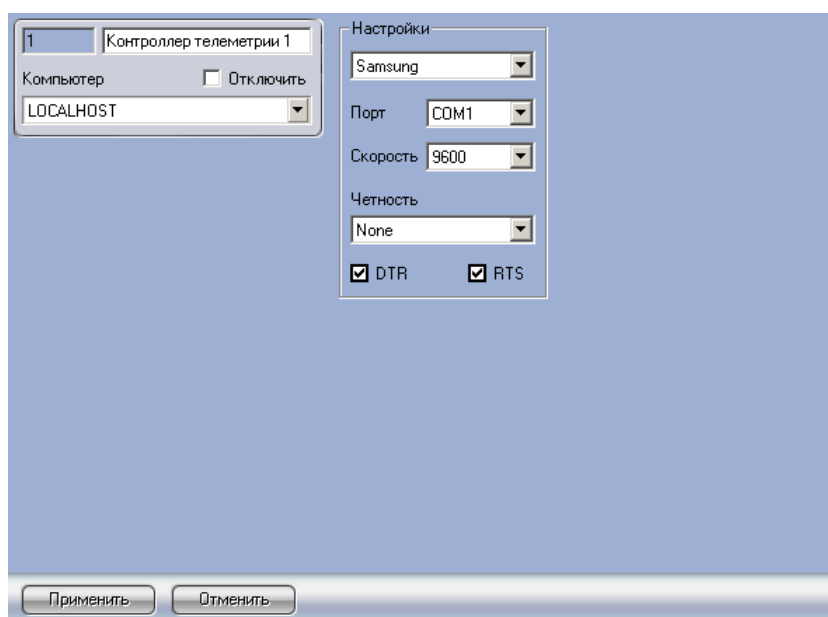 1
Контроллер телеметрии 1
Компьютер
Отключить
LOCALHOST
Настройки
Samsung
Порт
COM1
Скорость
9600
Четность
None
DTR
RTS
Применить
Отменить